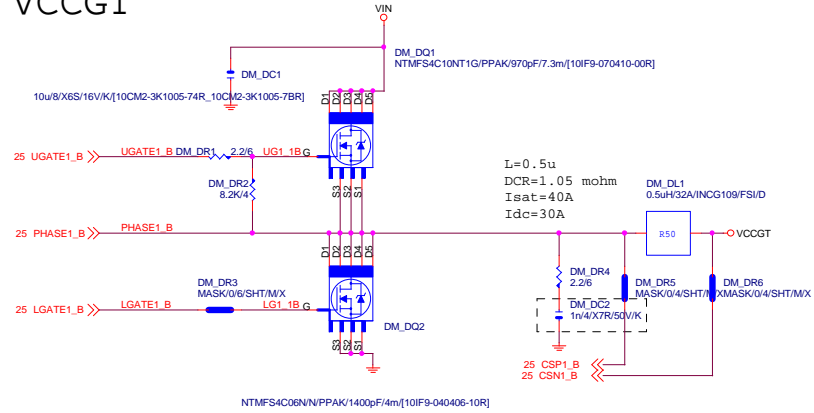 VCCGT
VIN
DM_DQ1
NTMFS4C10NT1G/PPAK/970pF/7.3m/[10IF9-070410-00R]
DM_DC1
10u/8/X6S/16V/K/[10CM2-3K1005-74R_10CM2-3K1005-7BR]
D1 D2 D3 D4 D5
25 UGATE1_B UGATE1_B DM_DR1 2.2/6 UG1_1B G
DM_DR2
8.2K/4
S3 S2 S1
L=0.5u
DCR=1.05 mohm
Isat=40A
Idc=30A
DM_DL1
0.5uH/32A/INCG109/FSI/D
25 PHASE1_B PHASE1_B
R50
VCCGT
D1 D2 D3 D4 D5
DM_DR3
MASK/0/6/SHT/M/X
25 LGATE1_B LGATE1_B LG1_1B G
DM_DQ2
S3 S2 S1
DM_DR4
2.2/6
DM_DR5
MASK/0/4/SHT/M/X
DM_DR6
MASK/0/4/SHT/M/X
DM_DC2
1n/4/X7R/50V/K
25 CSP1_B
25 CSN1_B
NTMFS4C06N/N/PPAK/1400pF/4m/[10IF9-040406-10R]